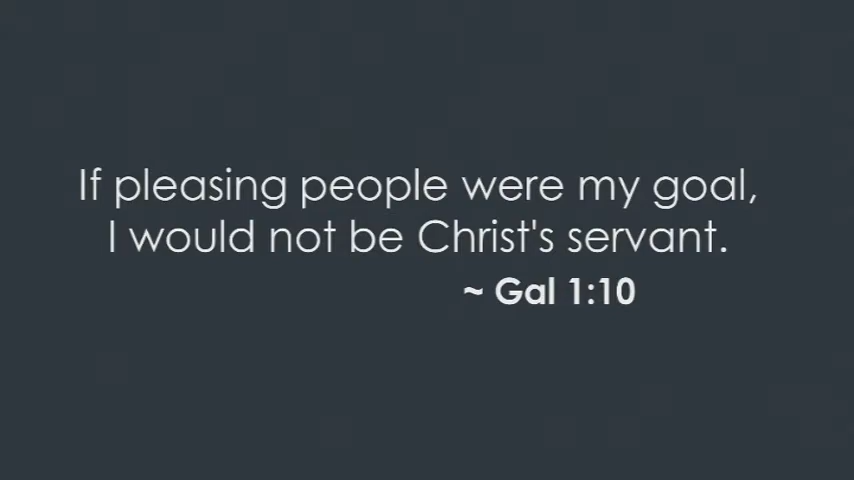 If pleasing people were my goal,
I would not be Christ's servant.
~ Gal 1:10